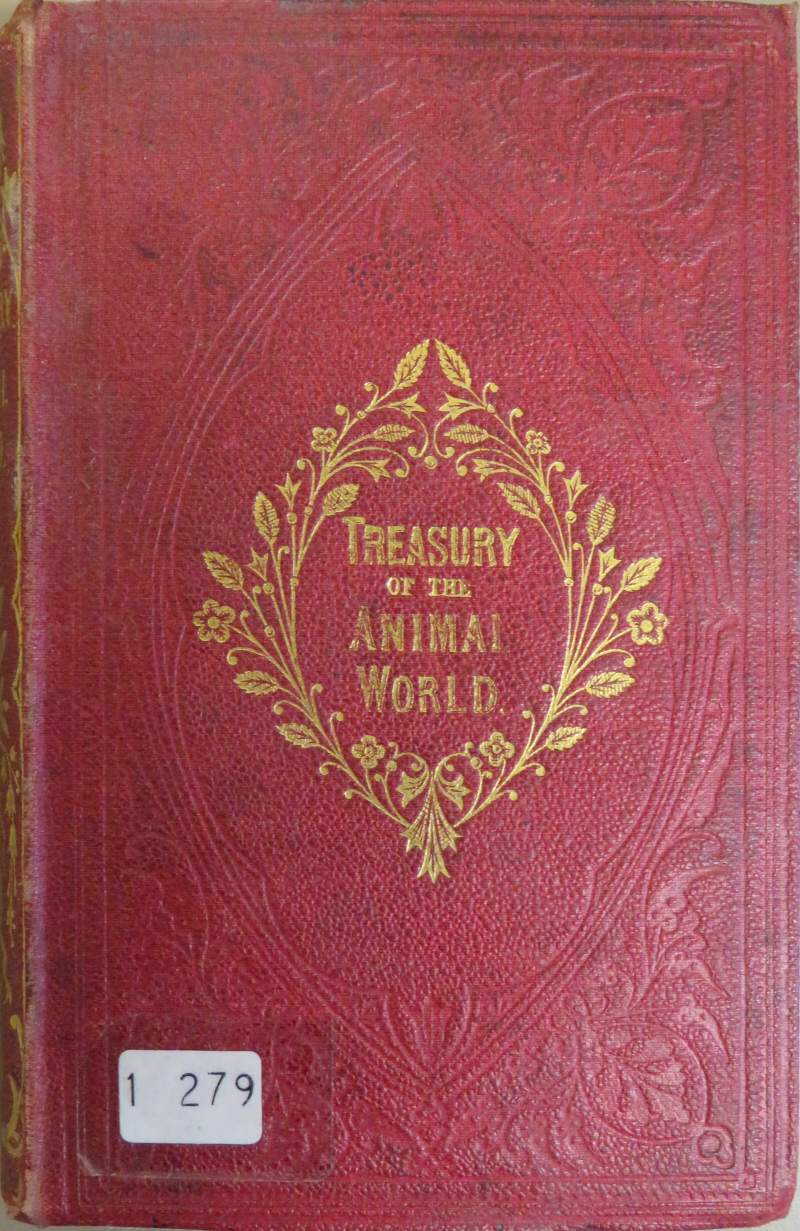 TREASURY
OF THE
ANIMAL
WORLD.
1 279